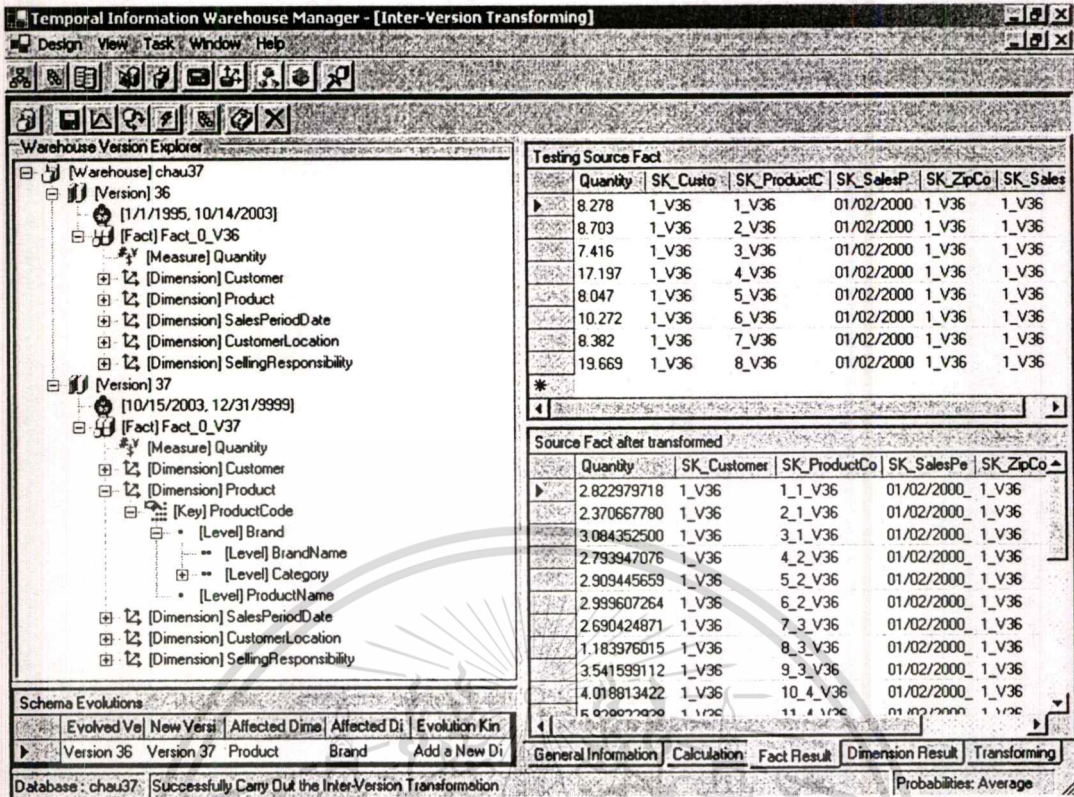 Temporal Information Warehouse Manager - [Inter-Version Transforming]
Design View Task Window Help
Warehouse Version Explorer
[Warehouse] chau37
[Version] 36
[1/1/1995, 10/14/2003]
[Fact] Fact_0_V36
[Measure] Quantity
[Dimension] Customer
[Dimension] Product
[Dimension] SalesPeriodDate
[Dimension] CustomerLocation
[Dimension] SellingResponsibility
[Version] 37
[10/15/2003, 12/31/9999]
[Fact] Fact_0_V37
[Measure] Quantity
[Dimension] Customer
[Dimension] Product
[Key] ProductCode
[Level] Brand
[Level] BrandName
[Level] Category
[Level] ProductName
[Dimension] SalesPeriodDate
[Dimension] CustomerLocation
[Dimension] SellingResponsibility
Schema Evolutions
Evolved Ve New Versi Affected Dime Affected Di Evolution Kin
Version 36 Version 37 Product Brand Add a New Di
Testing Source Fact
Quantity SK_Custo SK_ProductC SK_SalesP SK_ZipCo SK_Sales
8.278 1_V36 1_V36 01/02/2000 1_V36 1_V36
8.703 1_V36 2_V36 01/02/2000 1_V36 1_V36
7.416 1_V36 3_V36 01/02/2000 1_V36 1_V36
17.197 1_V36 4_V36 01/02/2000 1_V36 1_V36
8.047 1_V36 5_V36 01/02/2000 1_V36 1_V36
10.272 1_V36 6_V36 01/02/2000 1_V36 1_V36
8.382 1_V36 7_V36 01/02/2000 1_V36 1_V36
19.669 1_V36 8_V36 01/02/2000 1_V36 1_V36
Source Fact after transformed
Quantity SK_Customer SK_ProductCo SK_SalesPe SK_ZipCo
2.822979718 1_V36 1_1_V36 01/02/2000_ 1_V36
2.370667780 1_V36 2_1_V36 01/02/2000_ 1_V36
3.084352500 1_V36 3_1_V36 01/02/2000_ 1_V36
2.793947076 1_V36 4_2_V36 01/02/2000_ 1_V36
2.909445659 1_V36 5_2_V36 01/02/2000_ 1_V36
2.999607264 1_V36 6_2_V36 01/02/2000_ 1_V36
2.690424871 1_V36 7_3_V36 01/02/2000_ 1_V36
1.183976015 1_V36 8_3_V36 01/02/2000_ 1_V36
3.541599112 1_V36 9_3_V36 01/02/2000_ 1_V36
4.018813422 1_V36 10_4_V36 01/02/2000_ 1_V36
1_V36 11_4_V36 01/02/2000_ 1_V36
General Information Calculation Fact Result Dimension Result Transforming
Database : chau37 Successfully Carry Out the Inter-Version Transformation Probabilities: Average